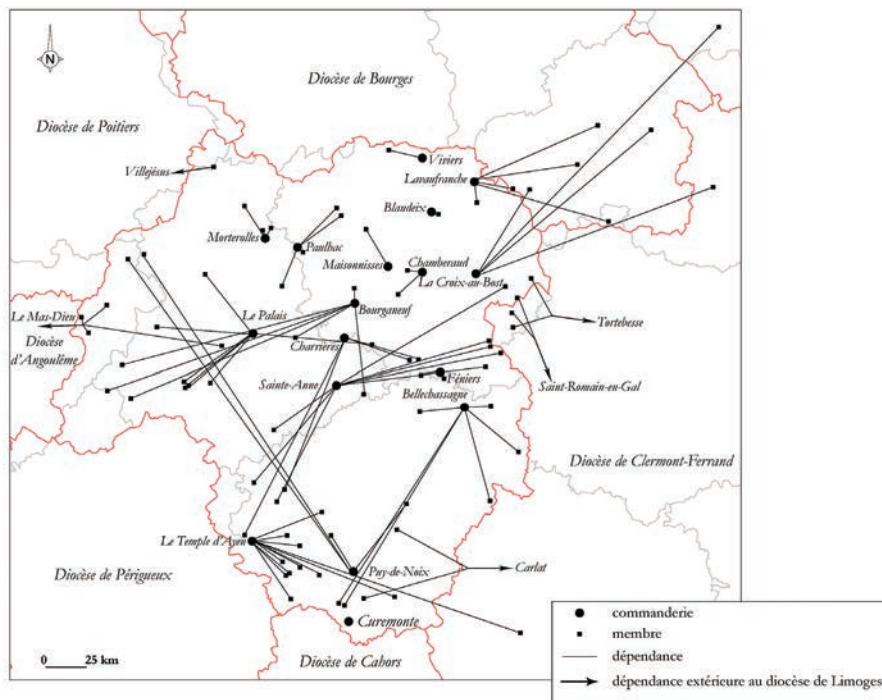 N
Diocèse de Bourges
Diocèse de Poitiers
Villejésus
Viviers
Lavaufranche
Blaudeix
Morterolles
Paulhac
Maisonnisses
Chamberaud
La Croix-au-Bost
Le Mas-Dieu
Diocèse
d'Angoulême
Le Palais
Bourganeuf
Charrières
Tortebesse
Sainte-Anne
Féniers
Saint-Romain-en-Gal
Bellechassagne
Diocèse de Clermont-Ferrand
Le Temple d'Ayen
Diocèse de Périgueux
Puy-de-Noix
Carlat
Curemonte
Diocèse de Cahors
0 25 km
commanderie
membre
dépendance
dépendance extérieure au diocèse de Limoges